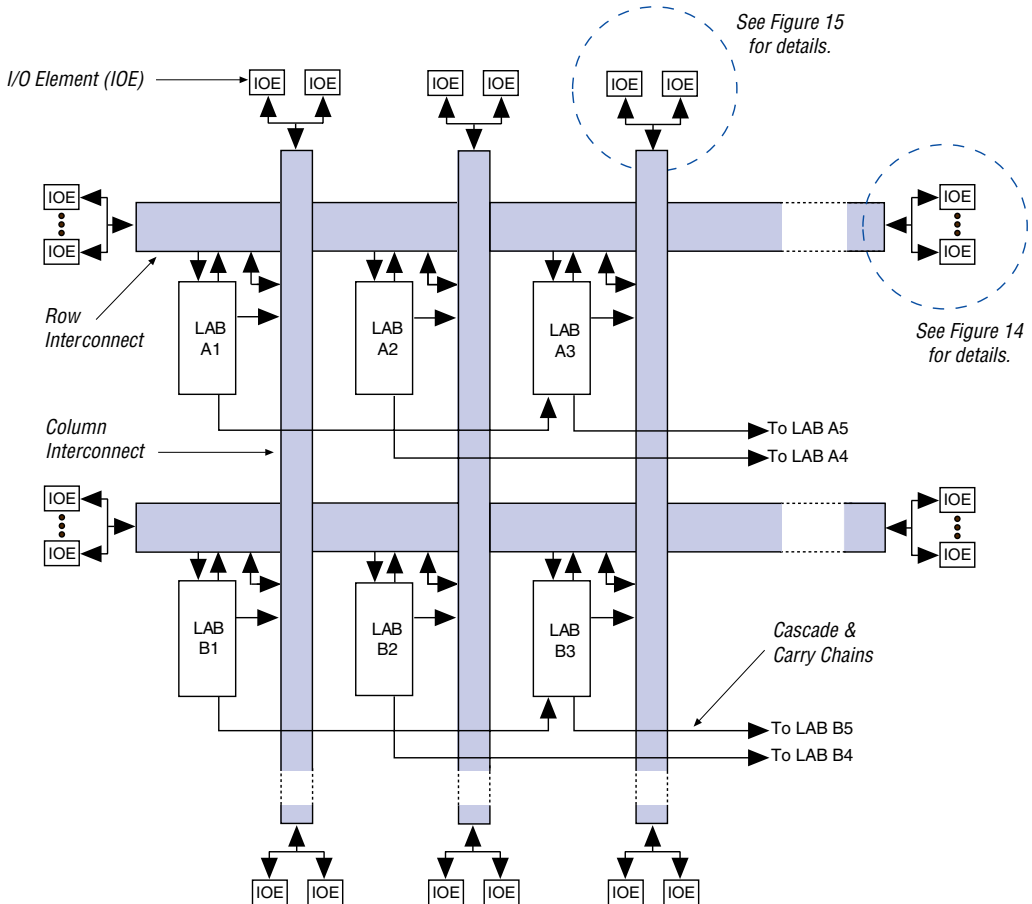 See Figure 15
for details.
I/O Element (IOE)
IOE IOE IOE IOE IOE IOE
IOE
IOE
IOE
IOE
Row
Interconnect
LAB
A1
LAB
A2
LAB
A3
See Figure 14
for details.
Column
Interconnect
To LAB A5
To LAB A4
IOE
IOE
IOE
IOE
LAB
B1
LAB
B2
LAB
B3
Cascade &
Carry Chains
To LAB B5
To LAB B4
IOE IOE IOE IOE IOE IOE